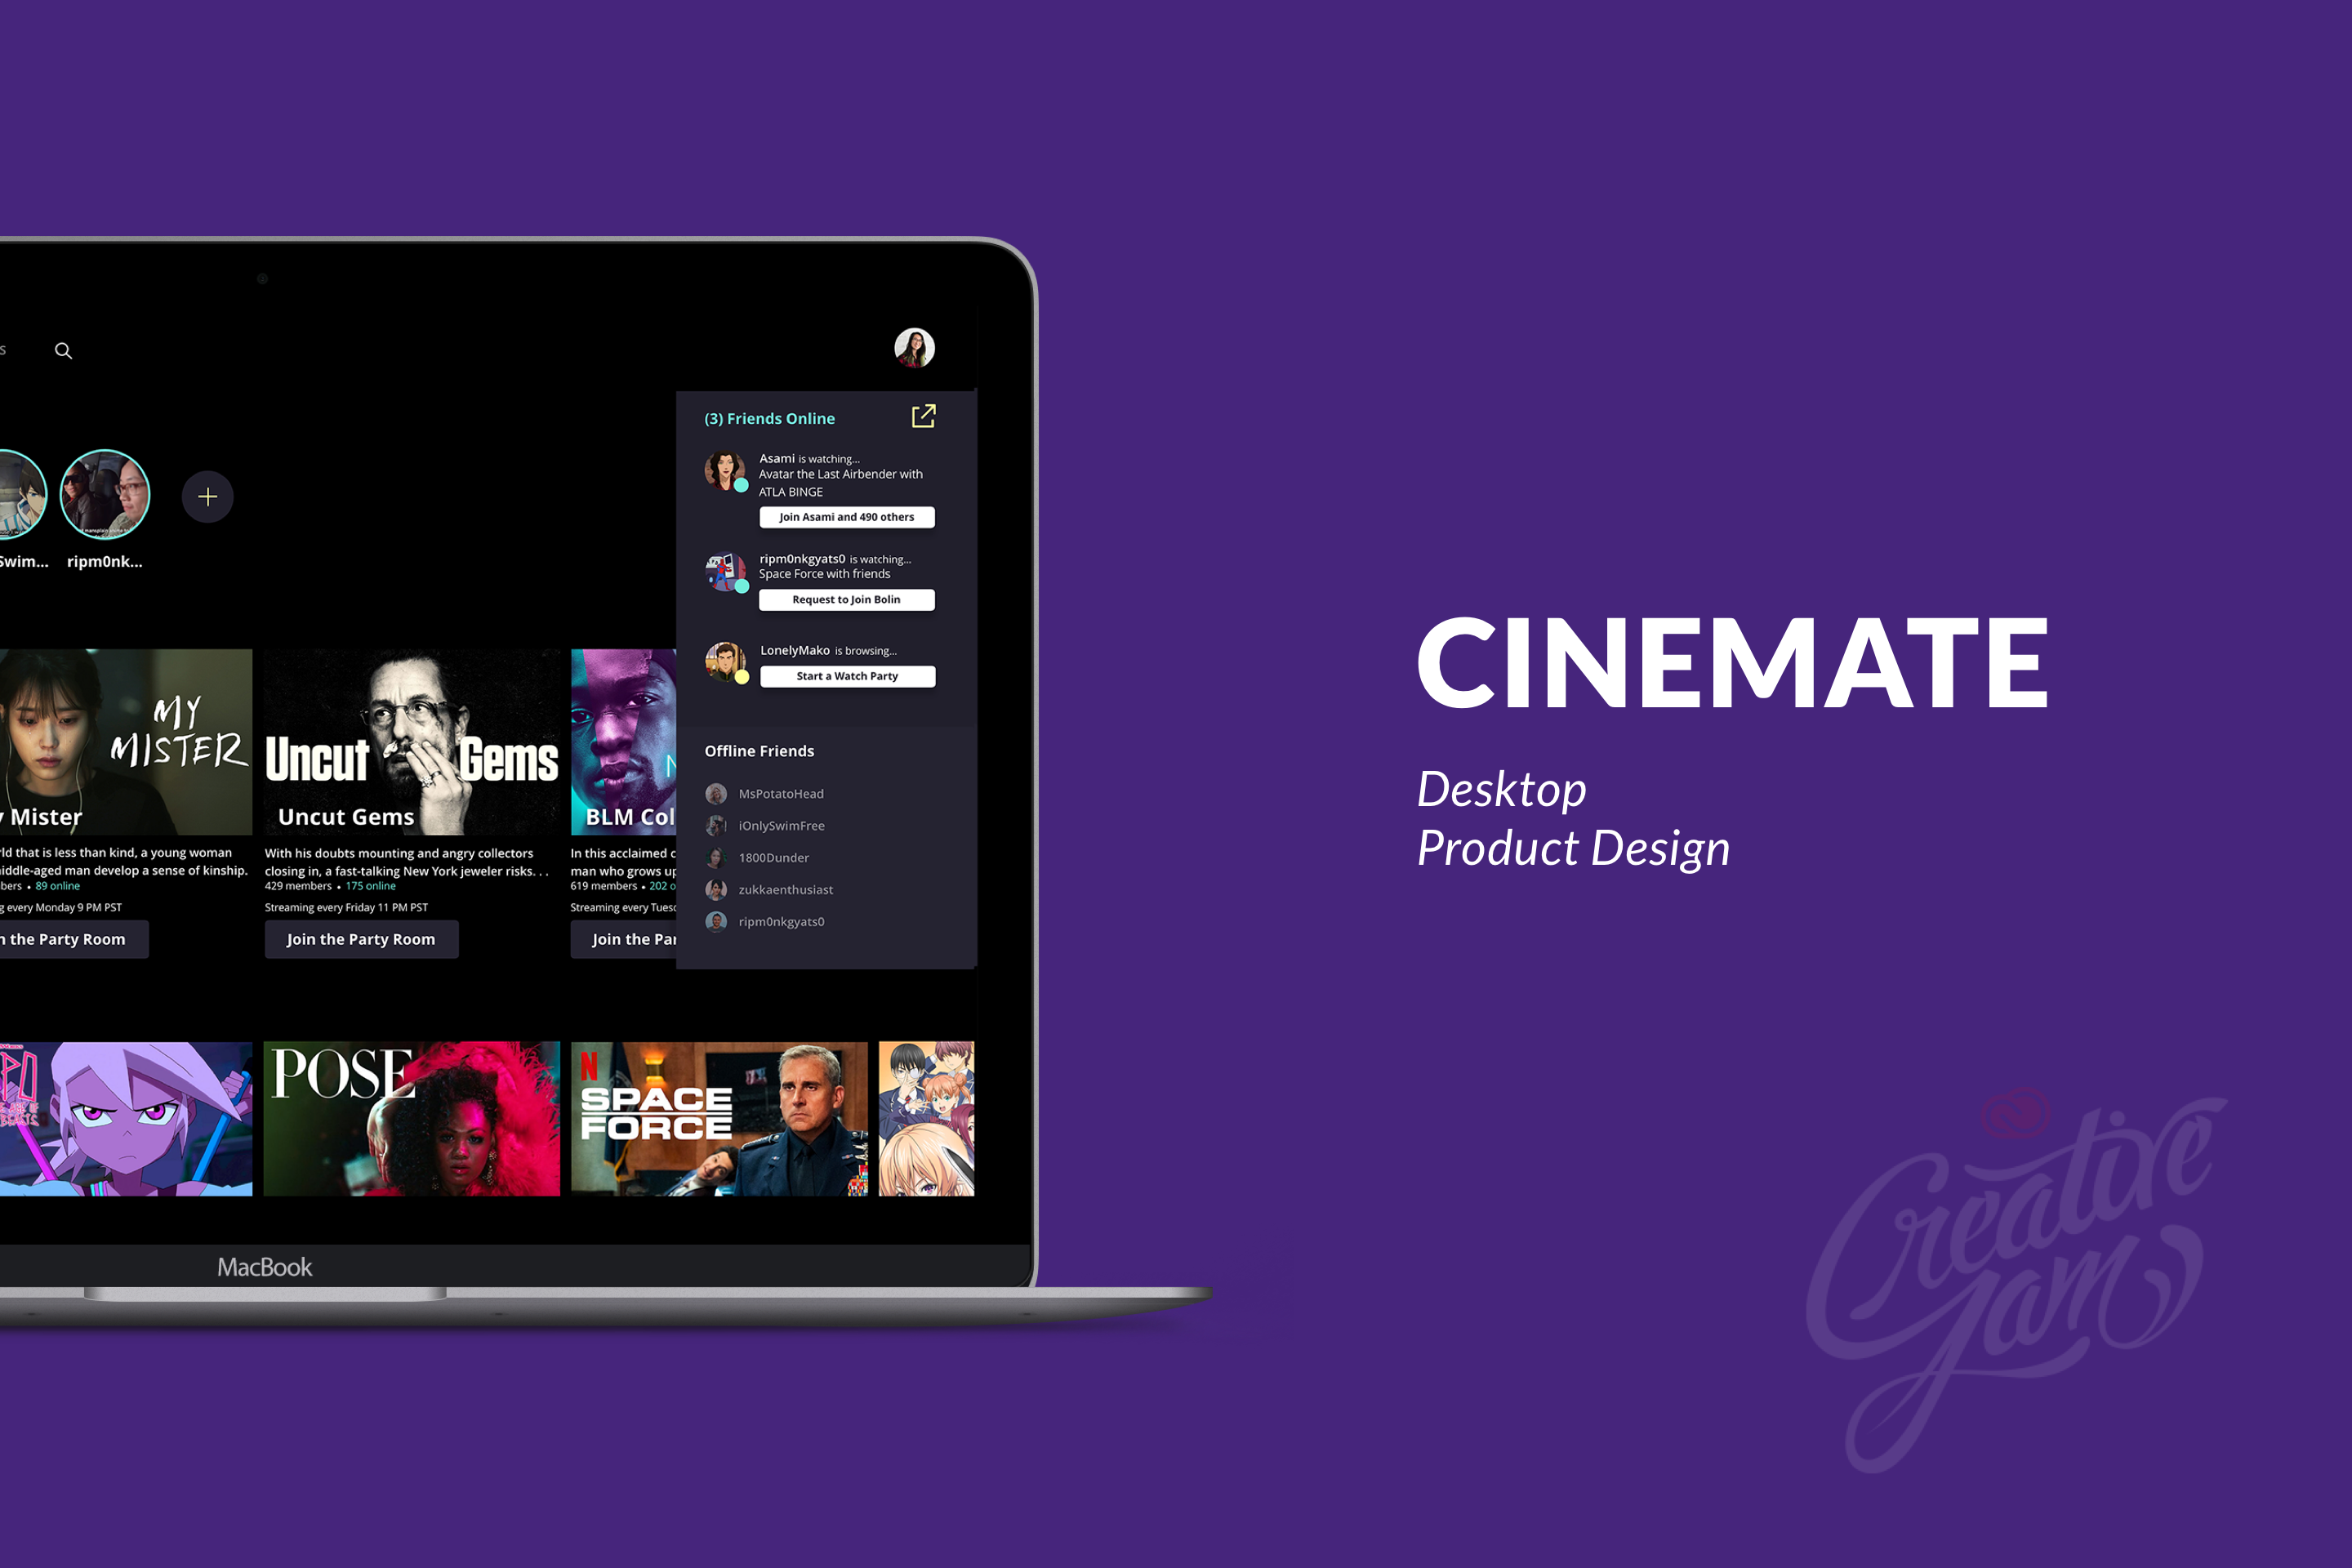 S
(3) Friends Online
Asami is watching...
Avatar the Last Airbender with
ATLA BINGE
Join Asami and 490 others
ripm0nkgyats0 is watching...
Space Force with friends
Request to Join Bolin
LonelyMako is browsing...
Start a Watch Party
Offline Friends
MsPotatoHead
iOnlySwimFree
1800Dunder
zukkaenthusiast
ripm0nkgyats0
Swim...
ripm0nk...
MY
MISTER
y Mister
rld that is less than kind, a young woman
iddle-aged man develop a sense of kinship.
bers • 89 online
g every Monday 9 PM PST
n the Party Room
Uncut Gems
Uncut Gems
With his doubts mounting and angry collectors
closing in, a fast-talking New York jeweler risks. . .
429 members • 175 online
Streaming every Friday 11 PM PST
Join the Party Room
BLM Col
In this acclaimed c
man who grows up
619 members • 202 o
Streaming every Tuesd
Join the Par
PO
POSE
N
SPACE
FORCE
MacBook
CINEMATE
Desktop
Product Design
Creative
Jam